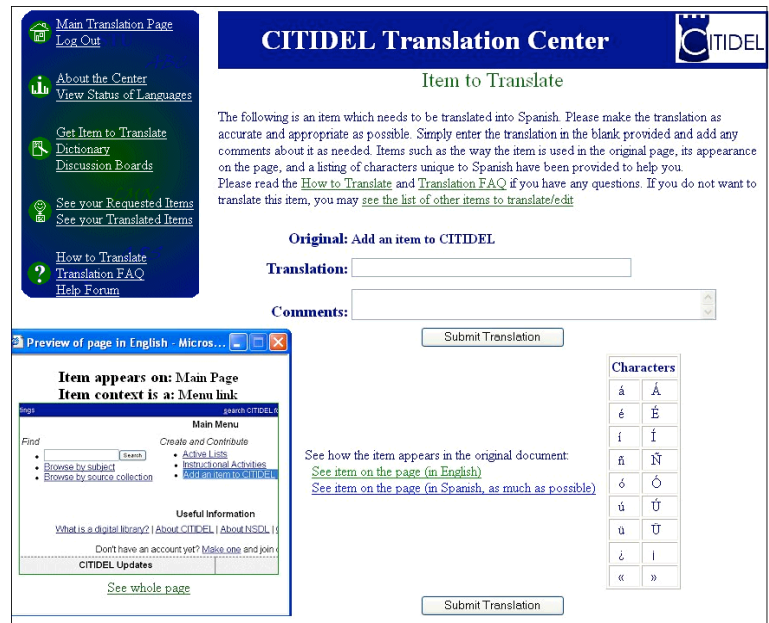 Main Translation Page
Log Out
About the Center
View Status of Languages
Get Item to Translate
Dictionary
Discussion Boards
See your Requested Items
See your Translated Items
How to Translate
Translation FAQ
Help Forum
CITIDEL Translation Center
CITIDEL
Item to Translate
The following is an item which needs to be translated into Spanish. Please make the translation as
accurate and appropriate as possible. Simply enter the translation in the blank provided and add any
comments about it as needed. Items such as the way the item is used in the original page, its appearance
on the page, and a listing of characters unique to Spanish have been provided to help you.
Please read the How to Translate and Translation FAQ if you have any questions. If you do not want to
translate this item, you may see the list of other items to translate/edit
Original: Add an item to CITIDEL
Translation:
Comments:
Submit Translation
Preview of page in English - Micros...
Item appears on: Main Page
Item context is a: Menu link
tings
search CITIDEL fo
Main Menu
Find
Create and Contribute
Search
Browse by subject
Browse by source collection
Active Lists
Instructional Activities
Add an item to CITIDEL
Useful Information
What is a digital library? | About CITIDEL | About NSDL |
Don't have an account yet? Make one and join
CITIDEL Updates
See whole page
See how the item appears in the original document:
See item on the page (in English)
See item on the page (in Spanish, as much as possible)
Characters
á Á
é É
í Í
ñ Ñ
ó Ó
ú Ú
ü Ü
¿ ¡
« »
Submit Translation